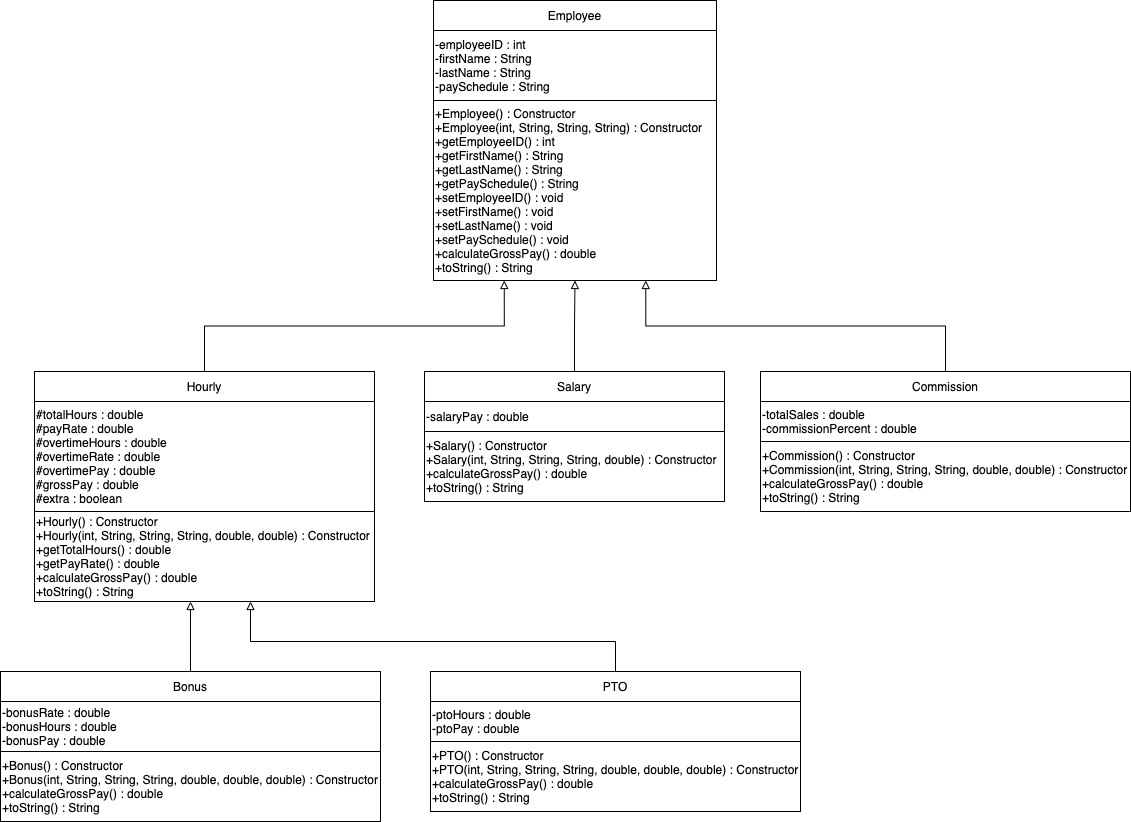 Employee
-employeeID : int
-firstName : String
-lastName : String
-paySchedule : String
+Employee() : Constructor
+Employee(int, String, String, String) : Constructor
+getEmployeeID() : int
+getFirstName() : String
+getLastName() : String
+getPaySchedule() : String
+setEmployeeID() : void
+setFirstName() : void
+setLastName() : void
+setPaySchedule() : void
+calculateGrossPay() : double
+toString() : String
Hourly
#totalHours : double
#payRate : double
#overtimeHours : double
#overtimeRate : double
#overtimePay : double
#grossPay : double
#extra : boolean
+Hourly() : Constructor
+Hourly(int, String, String, String, double, double) : Constructor
+getTotalHours() : double
+getPayRate() : double
+calculateGrossPay() : double
+toString() : String
Salary
-salaryPay : double
+Salary() : Constructor
+Salary(int, String, String, String, double) : Constructor
+calculateGrossPay() : double
+toString() : String
Commission
-totalSales : double
-commissionPercent : double
+Commission() : Constructor
+Commission(int, String, String, String, double, double) : Constructor
+calculateGrossPay() : double
+toString() : String
Bonus
-bonusRate : double
-bonusHours : double
-bonusPay : double
+Bonus() : Constructor
+Bonus(int, String, String, String, double, double, double) : Constructor
+calculateGrossPay() : double
+toString() : String
PTO
-ptoHours : double
-ptoPay : double
+PTO() : Constructor
+PTO(int, String, String, String, double, double, double) : Constructor
+calculateGrossPay() : double
+toString() : String